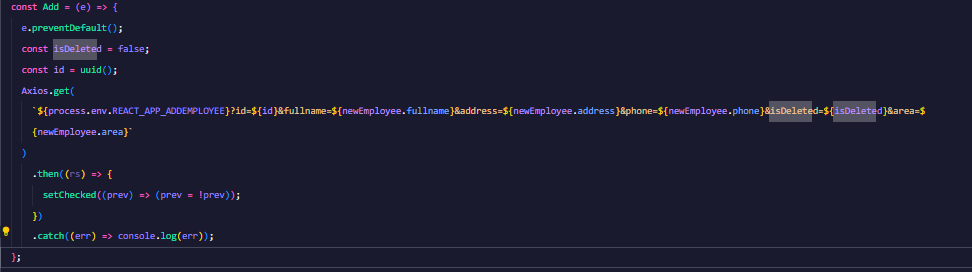 const Add = (e) => {
e.preventDefault();
const isDeleted = false;
const id = uuid();
Axios.get(
`${process.env.REACT_APP_ADDEMPLOYEE}?id=${id}&fullname=${newEmployee.fullname}&address=${newEmployee.address}&phone=${newEmployee.phone}&isDeleted=${isDeleted}&area=$
{newEmployee.area}`
)
.then((rs) => {
setChecked((prev) => (prev = !prev));
})
.catch((err) => console.log(err));
};